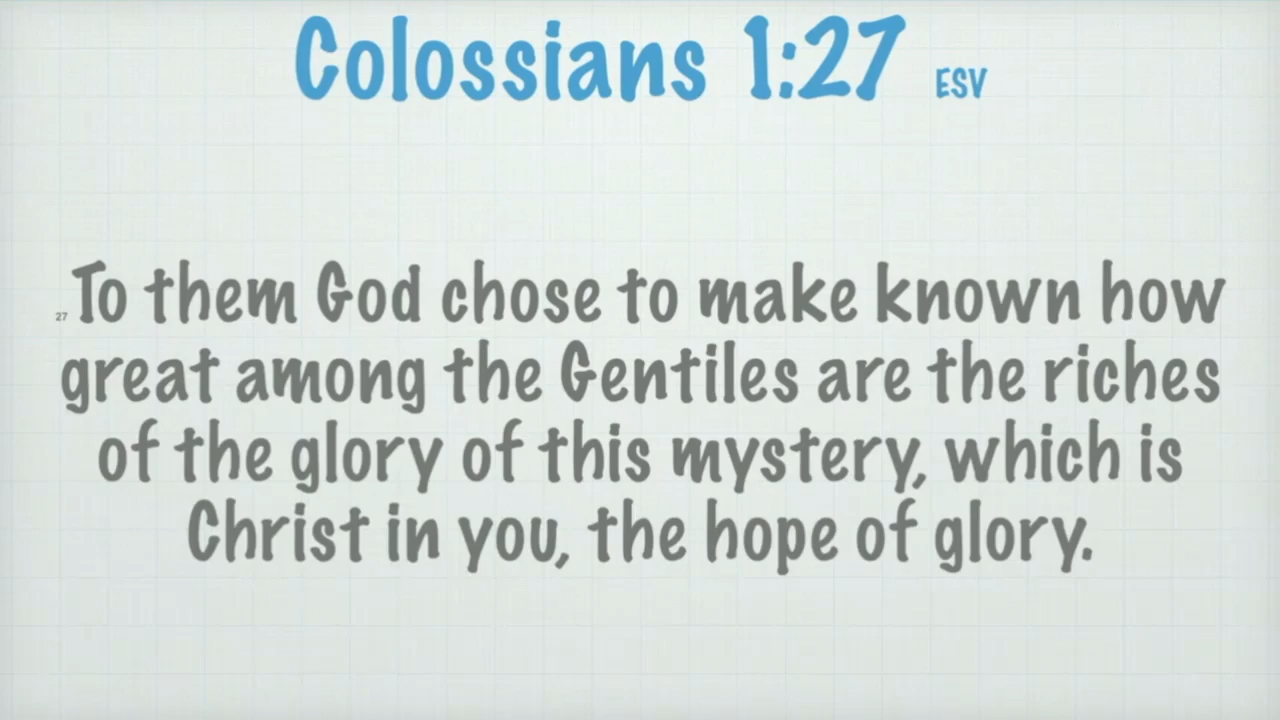 Colossians 1:27 ESV
27 To them God chose to make known how
great among the Gentiles are the riches
of the glory of this mystery, which is
Christ in you, the hope of glory.